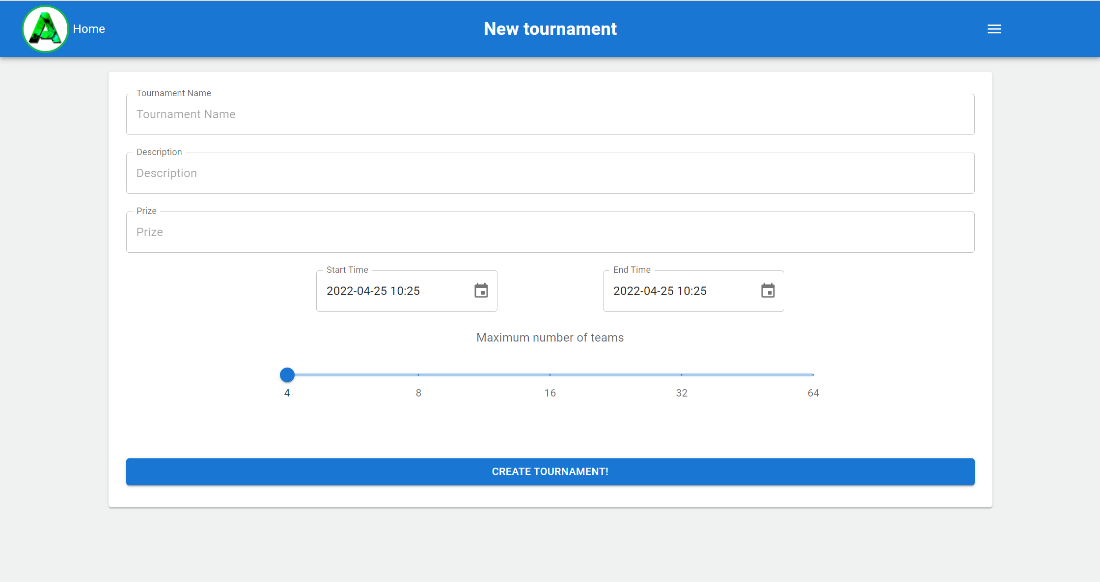 A Home New tournament
Tournament Name
Tournament Name
Description
Description
Prize
Prize
Start Time End Time
2022-04-25 10:25 2022-04-25 10:25
Maximum number of teams
4 8 16 32 64
CREATE TOURNAMENT!